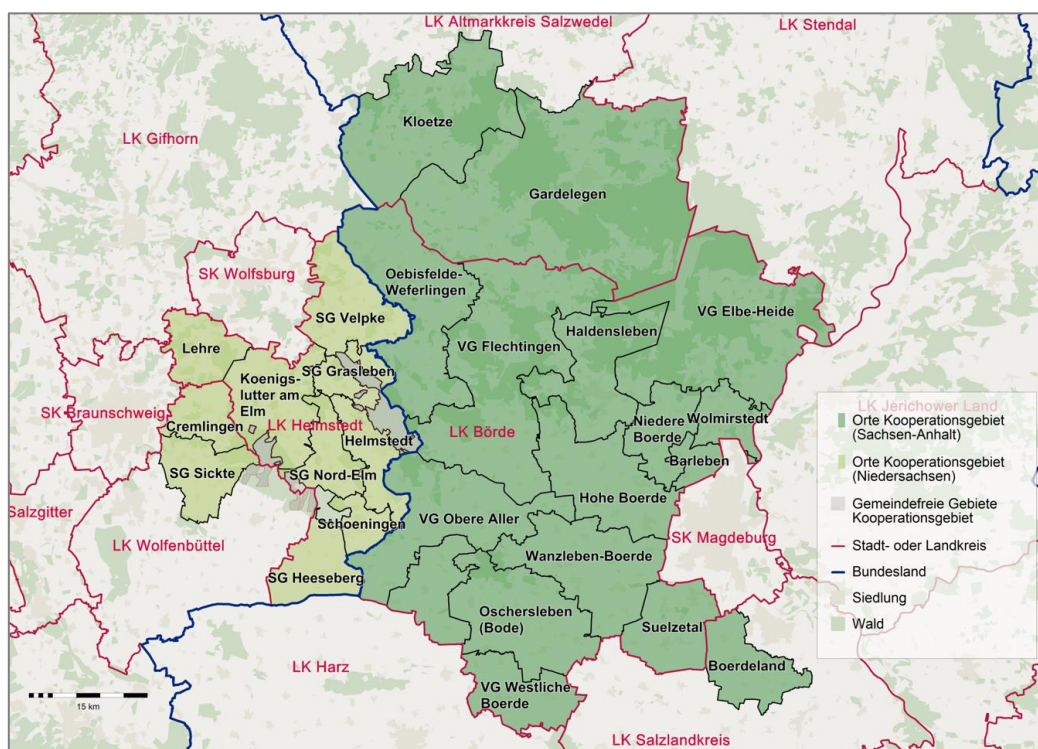 LK Altmarkkreis Salzwedel
LK Stendal
LK Gifhorn
Kloetze
Gardelegen
SK Wolfsburg
Oebisfelde-
Weferlingen
SG Velpke
VG Elbe-Heide
Haldensleben
VG Flechtingen
Lehre
SG Grasleben
Koenigs-
lutter am
Elm
SK Braunschweig
Cremlingen
LK Helmstedt
Helmstedt
LK Börde
Niedere
Boerde
Wolmirstedt
Barleben
SG Sickte
SG Nord-Elm
Hohe Boerde
Salzgitter
Schoeningen
VG Obere Aller
LK Wolfenbüttel
Wanzleben-Boerde
SK Magdeburg
SG Heeseberg
Oschersleben
(Bode)
Suelzetal
LK Harz
Boerdeland
VG Westliche
Boerde
LK Salzlandkreis
15 km
LK Jerichower Land
Orte Kooperationsgebiet
(Sachsen-Anhalt)
Orte Kooperationsgebiet
(Niedersachsen)
Gemeindefreie Gebiete
Kooperationsgebiet
Stadt- oder Landkreis
Bundesland
Siedlung
Wald